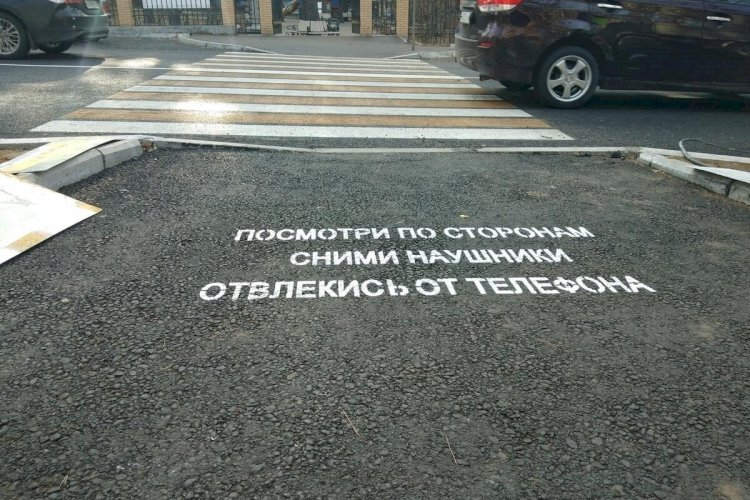 ПОСМОТРИ ПО СТОРОНАМ
СНИМИ НАУШНИКИ
ОТВЛЕКИСЬ ОТ ТЕЛЕФОНА